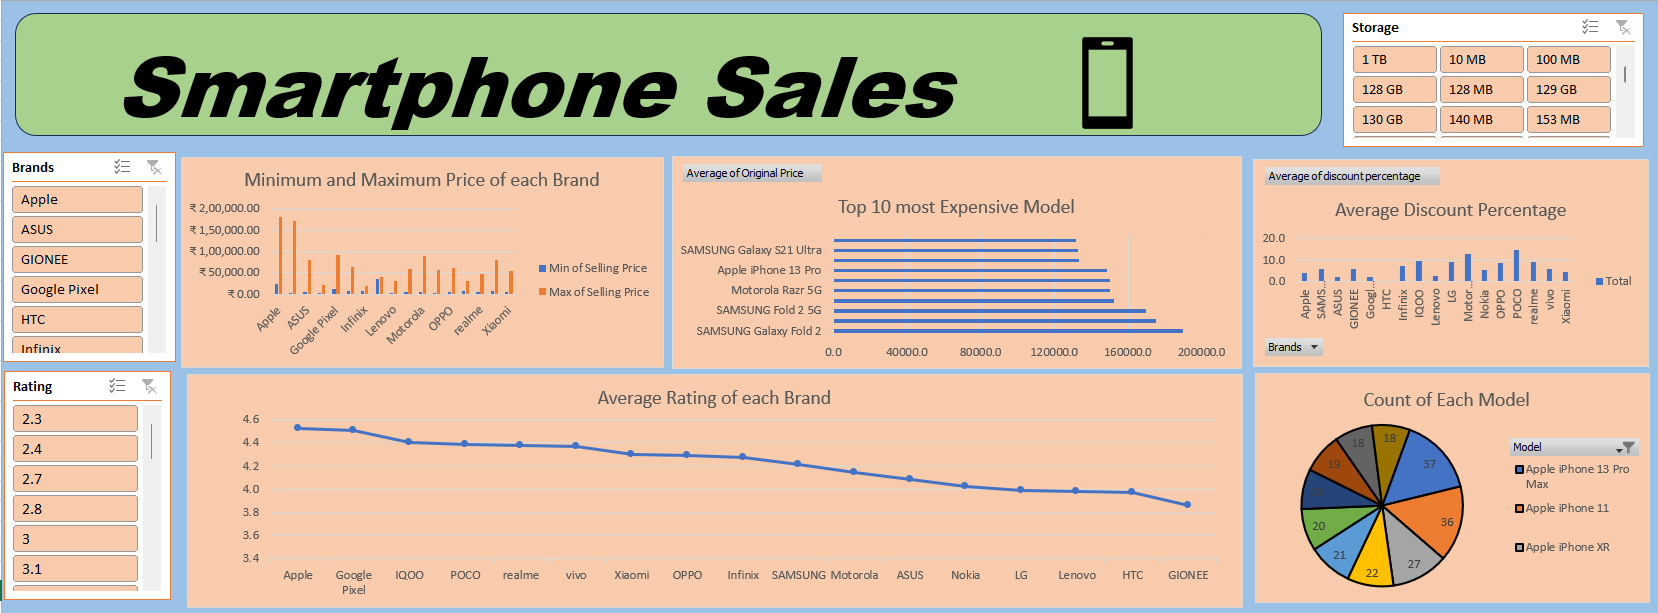 Smartphone Sales
Storage
1 TB
10 MB
100 MB
128 GB
128 MB
129 GB
130 GB
140 MB
153 MB
Brands
Apple
ASUS
GIONEE
Google Pixel
HTC
Infinix
Minimum and Maximum Price of each Brand
₹ 2,00,000.00
₹ 1,50,000.00
₹ 1,00,000.00
₹ 50,000.00
₹ 0.00
Apple
ASUS
Google Pixel
Infinix
Lenovo
Motorola
OPPO
realme
Xiaomi
Min of Selling Price
Max of Selling Price
Average of Original Price
Top 10 most Expensive Model
SAMSUNG Galaxy S21 Ultra
Apple iPhone 13 Pro
Motorola Razr 5G
SAMSUNG Fold 2 5G
SAMSUNG Galaxy Fold 2
0.0
40000.0
80000.0
120000.0
160000.0
200000.0
Average of discount percentage
Average Discount Percentage
20.0
10.0
0.0
Apple
SAMS...
ASUS
GIONEE
Googl...
HTC
Infinix
IQOO
Lenovo
LG
Motor...
Nokia
OPPO
POCO
realme
vivo
Xiaomi
Total
Brands
Rating
2.3
2.4
2.7
2.8
3
3.1
Average Rating of each Brand
4.6
4.4
4.2
4.0
3.8
3.6
3.4
Apple
Google
Pixel
IQOO
POCO
realme
vivo
Xiaomi
OPPO
Infinix
SAMSUNG
Motorola
ASUS
Nokia
LG
Lenovo
HTC
GIONEE
Count of Each Model
18
18
37
19
36
20
21
22
27
Model
Apple iPhone 13 Pro
Max
Apple iPhone 11
Apple iPhone XR